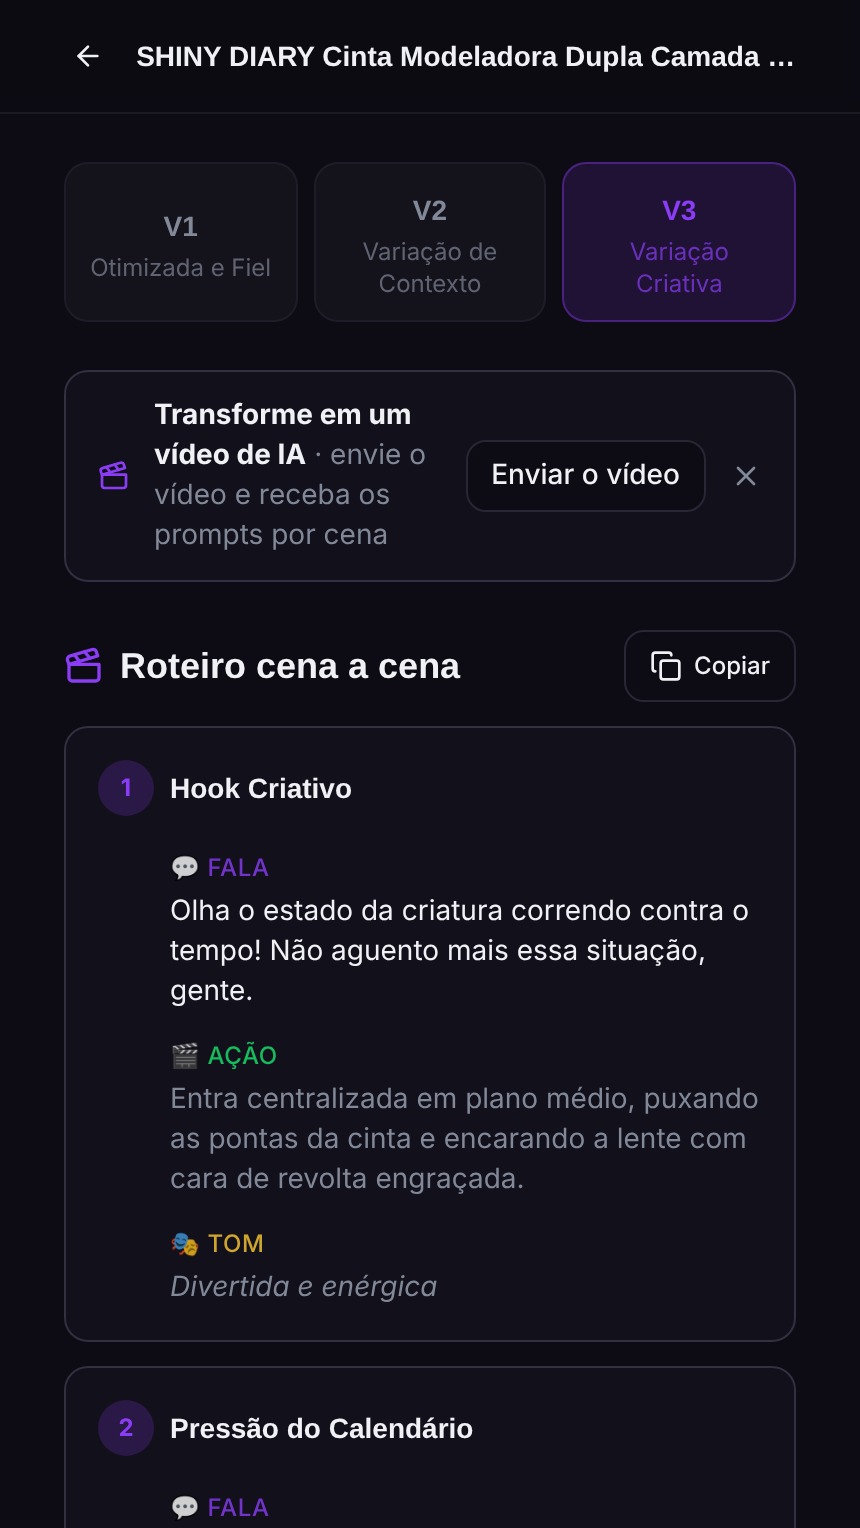 SHINY DIARY Cinta Modeladora Dupla Camada ...
V1
Otimizada e Fiel
V2
Variação de
Contexto
V3
Variação
Criativa
Transforme em um
vídeo de IA · envie o
vídeo e receba os
prompts por cena
Enviar o vídeo
Roteiro cena a cena
Copiar
1 Hook Criativo
💬 FALA
Olha o estado da criatura correndo contra o
tempo! Não aguento mais essa situação,
gente.
🎬 AÇÃO
Entra centralizada em plano médio, puxando
as pontas da cinta e encarando a lente com
cara de revolta engraçada.
🎭 TOM
Divertida e enérgica
2 Pressão do Calendário
💬 FALA